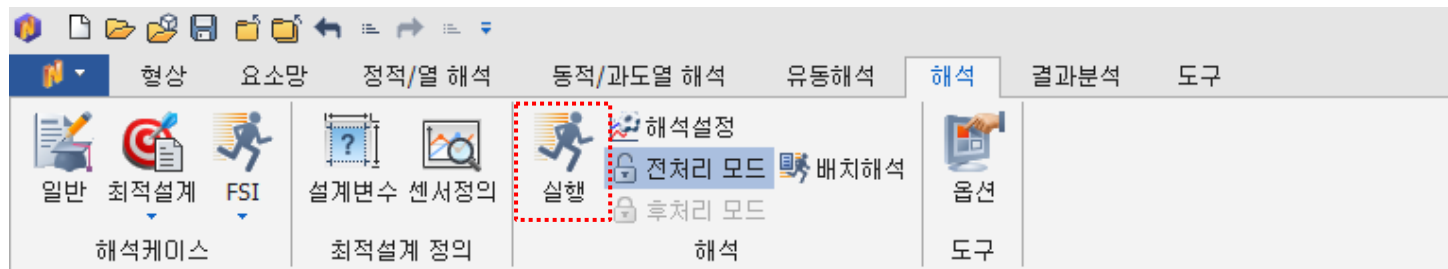 형상 요소망 정적/열 해석 동적/과도열 해석 유동해석 해석 결과분석 도구
일반 최적설계 FSI
해석케이스
설계변수 센서정의
최적설계 정의
실행
해석설정
전처리 모드
후처리 모드
배치해석
해석
옵션
도구